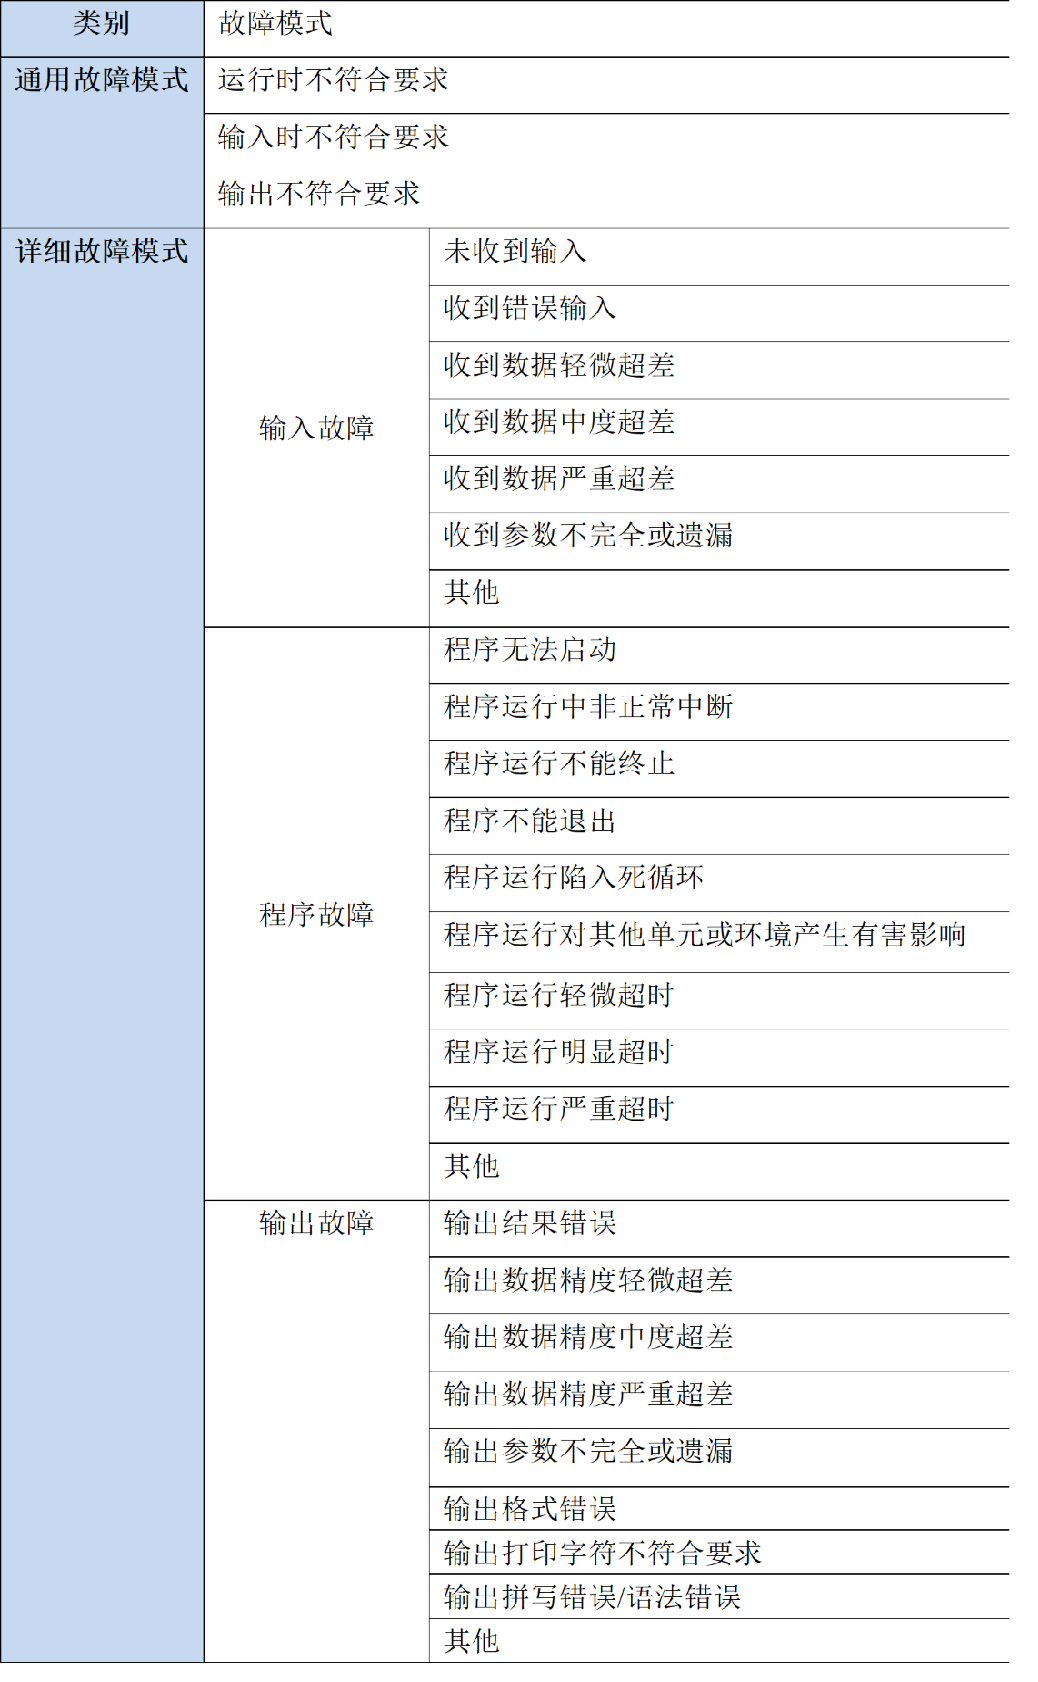 类别 故障模式
通用故障模式 运行时不符合要求
输入时不符合要求
输出不符合要求
详细故障模式 未收到输入
收到错误输入
收到数据轻微超差
收到数据中度超差
输入故障
收到数据严重超差
收到参数不完全或遗漏
其他
程序无法启动
程序运行中非正常中断
程序运行不能终止
程序不能退出
程序运行陷入死循环
程序故障
程序运行对其他单元或环境产生有害影响
程序运行轻微超时
程序运行明显超时
程序运行严重超时
其他
输出故障 输出结果错误
输出数据精度轻微超差
输出数据精度中度超差
输出数据精度严重超差
输出参数不完全或遗漏
输出格式错误
输出打印字符不符合要求
输出拼写错误/语法错误
其他